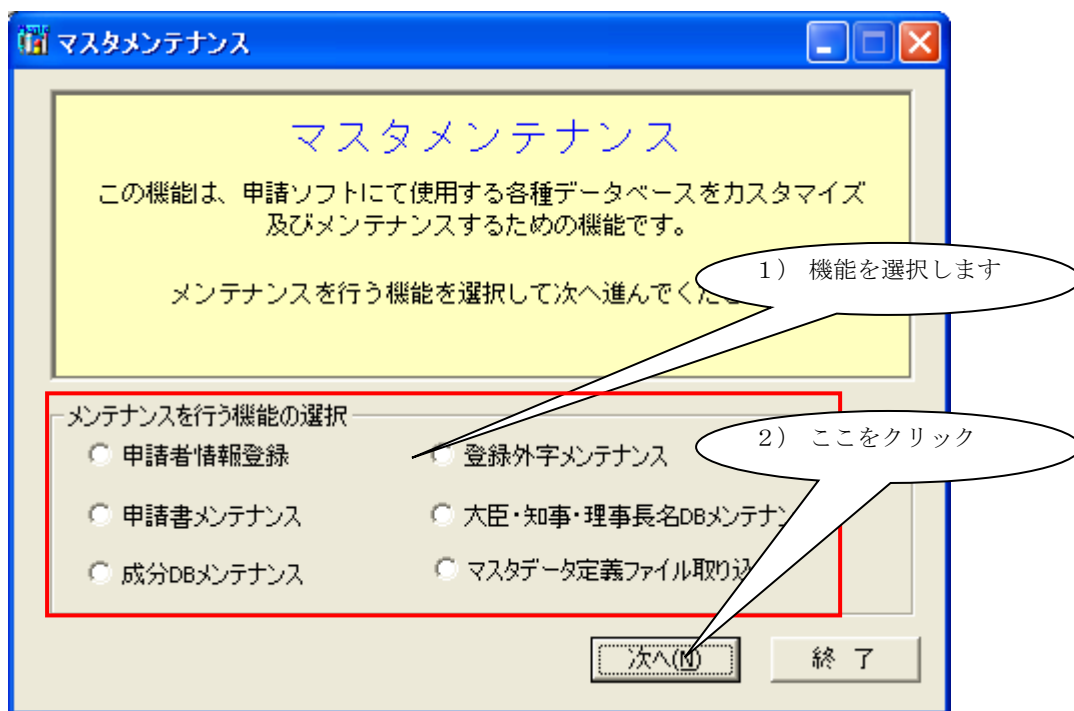 マスタメンテナンス
マスタメンテナンス
この機能は、申請ソフトにて使用する各種データベースをカスタマイズ
及びメンテナンスするための機能です。
1） 機能を選択します
メンテナンスを行う機能を選択して次へ進んでくだ
メンテナンスを行う機能の選択
申請者情報登録
登録外字メンテナンス
2） ここをクリック
申請書メンテナンス
大臣・知事・理事長名DBメンテナン
成分DBメンテナンス
マスタデータ定義ファイル取り込
次へ(N)
終 了